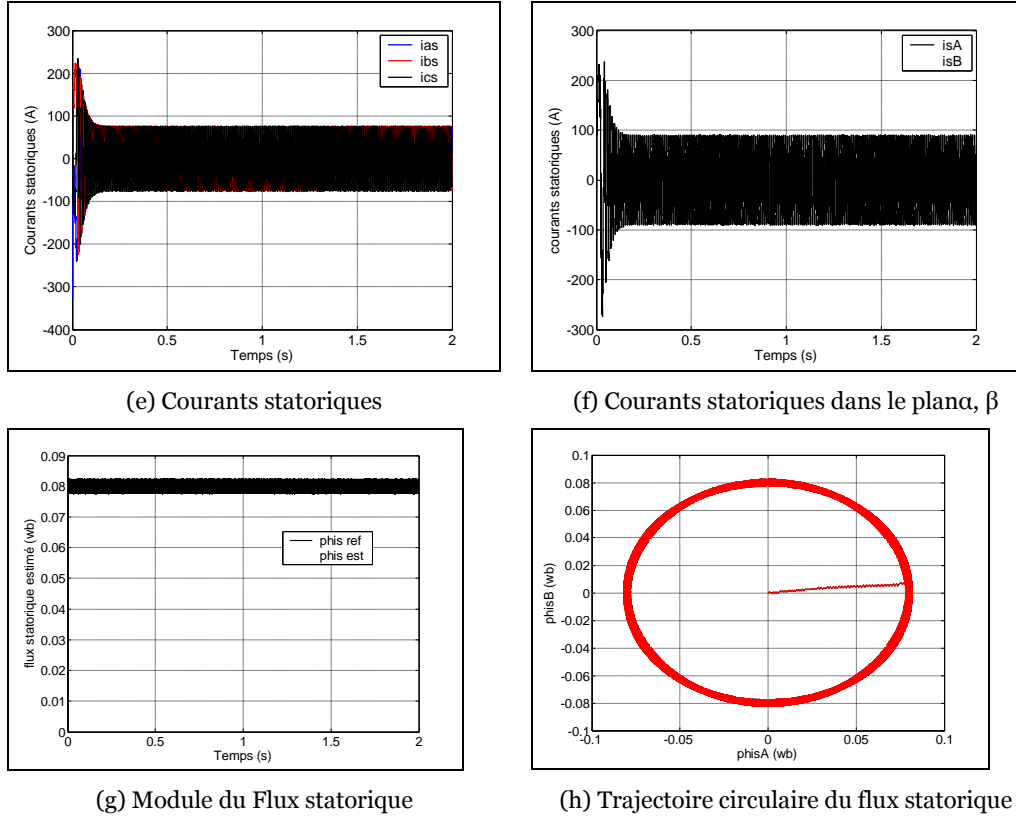 300
200
100
0
-100
-200
-300
-400
Courants statoriques (A)
ias
ibs
ics
0 0.5 1 1.5 2
Temps (s)
(e) Courants statoriques
300
200
100
0
-100
-200
-300
courants statoriques (A)
isA
isB
0 0.5 1 1.5 2
Temps (s)
(f) Courants statoriques dans le planα, β
0.09
0.08
0.07
0.06
0.05
0.04
0.03
0.02
0.01
0
flux statorique estimé (wb)
phis ref
phis est
0 0.5 1 1.5 2
Temps (s)
(g) Module du Flux statorique
0.1
0.08
0.06
0.04
0.02
0
-0.02
-0.04
-0.06
-0.08
-0.1
phisB (wb)
-0.1 -0.05 0 0.05 0.1
phisA (wb)
(h) Trajectoire circulaire du flux statorique